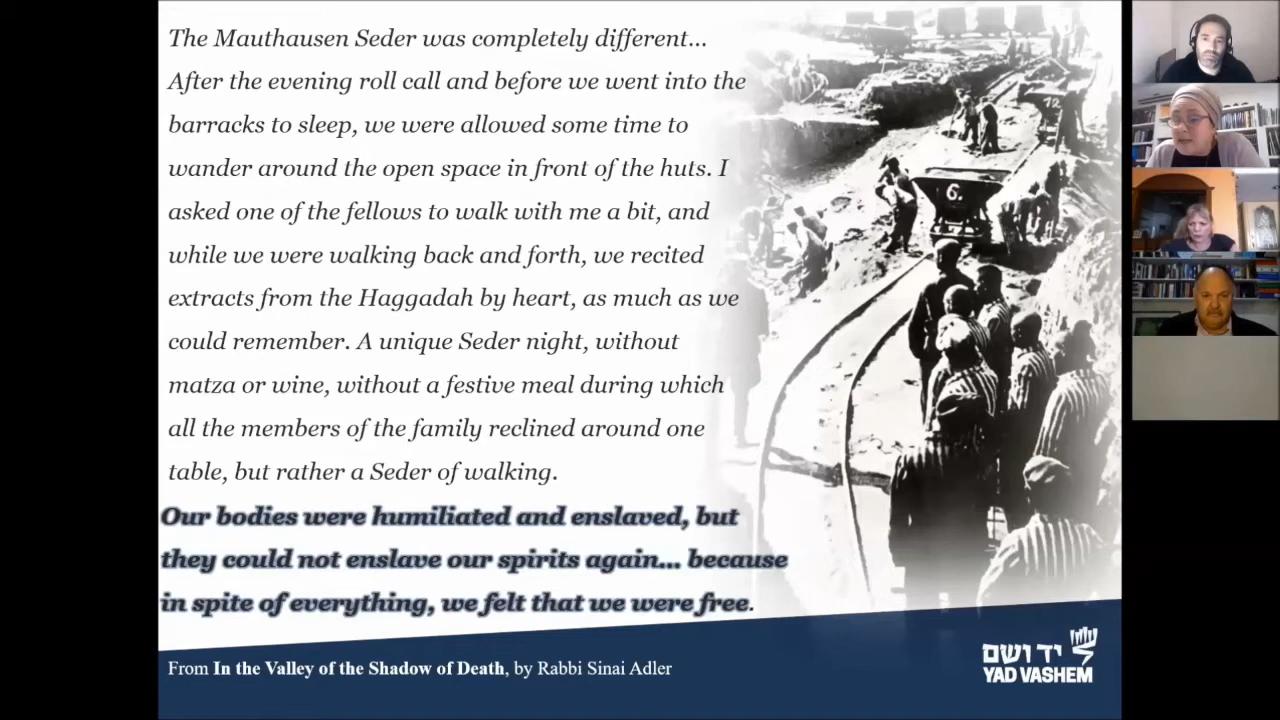 The Mauthausen Seder was completely different...
After the evening roll call and before we went into the
barracks to sleep, we were allowed some time to
wander around the open space in front of the huts. I
asked one of the fellows to walk with me a bit, and
while we were walking back and forth, we recited
extracts from the Haggadah by heart, as much as we
could remember. A unique Seder night, without
matza or wine, without a festive meal during which
all the members of the family reclined around one
table, but rather a Seder of walking.
Our bodies were humiliated and enslaved, but
they could not enslave our spirits again... because
in spite of everything, we felt that we were free.
12
6.
From In the Valley of the Shadow of Death, by Rabbi Sinai Adler
יד ושם
YAD VASHEM